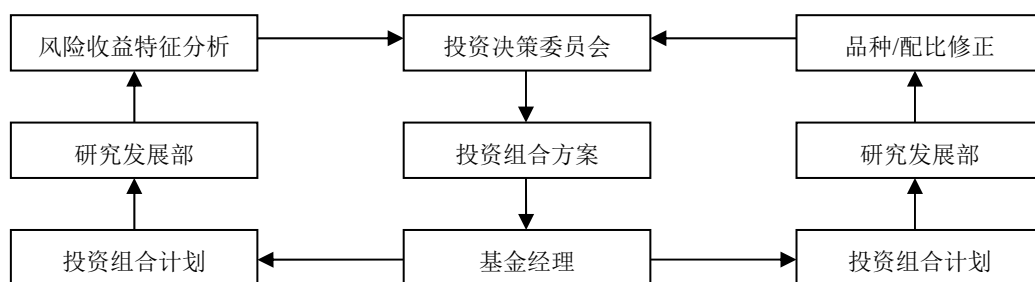 风险收益特征分析
投资决策委员会
品种/配比修正
研究发展部
投资组合方案
研究发展部
投资组合计划
基金经理
投资组合计划